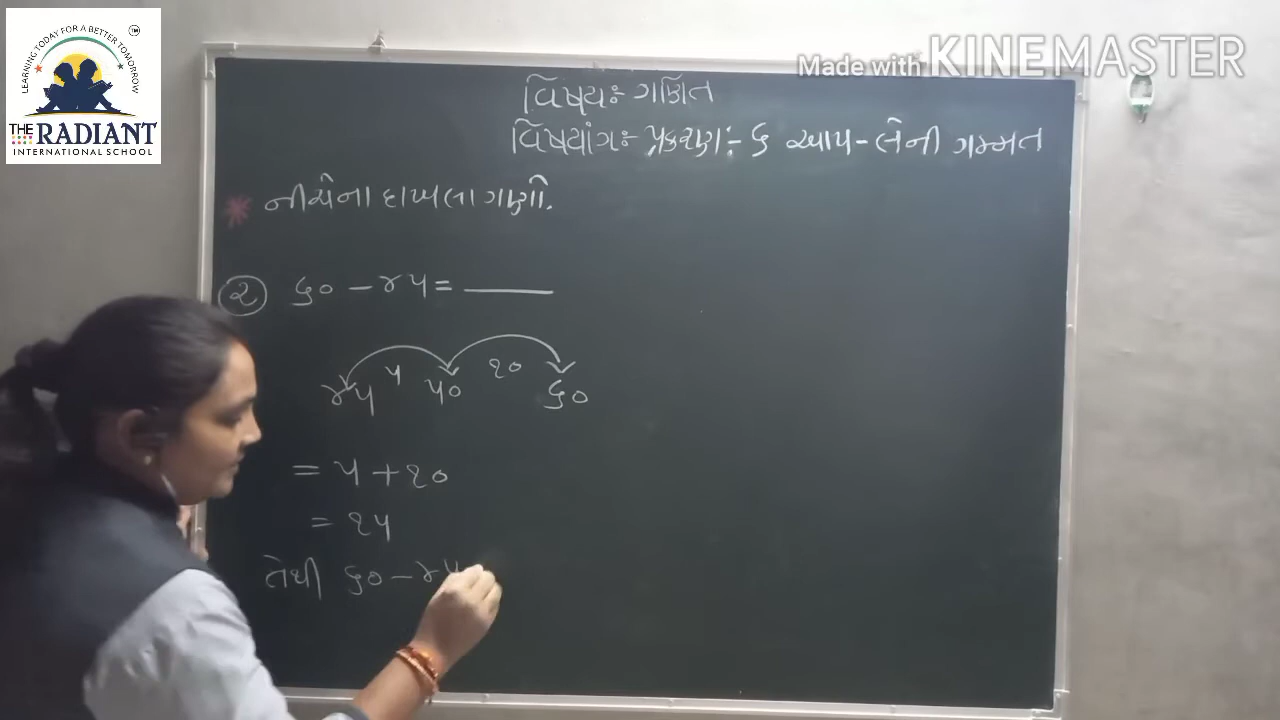 LEARNING TODAY FOR A BETTER TOMORROW
TM
THE RADIANT
INTERNATIONAL SCHOOL
Made with KINEMASTER
વિષય:- ગણિત
વિષયાંગ:- પ્રકરણ:- ૬ આપ-લેની ગમ્મત
* નીચેના દાખલા ગણો.
૨ ૬૦ - ૪૫ = ______
૫ ૧૦
૪૫ ૫૦ ૬૦
= ૫ + ૧૦
= ૧૫
તેથી ૬૦ - ૪૫